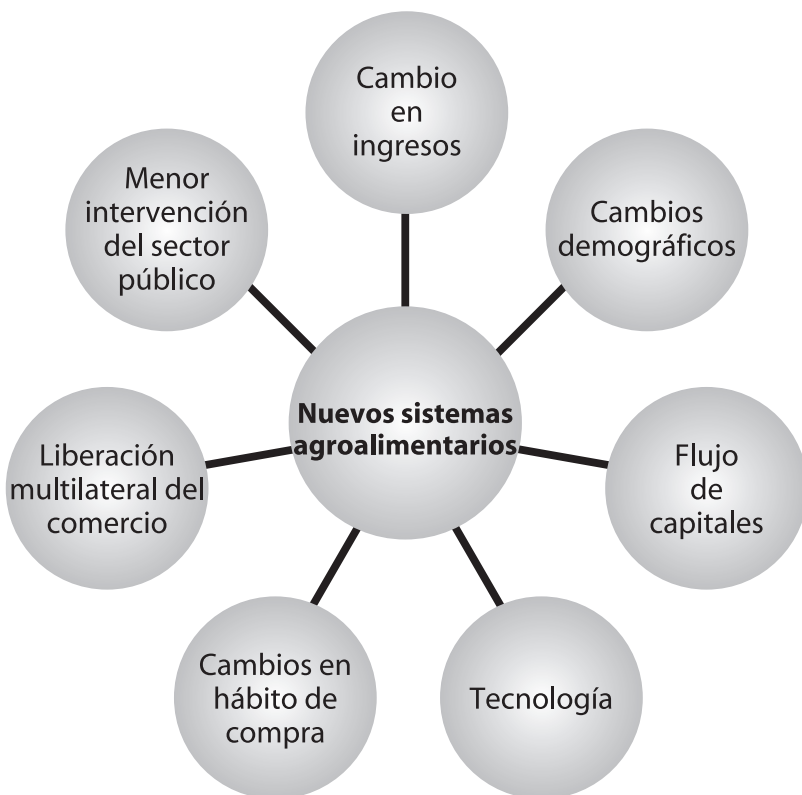 Cambio
en
ingresos
Cambios
demográficos
Flujo
de
capitales
Tecnología
Cambios en
hábito de
compra
Liberación
multilateral del
comercio
Menor
intervención
del sector
público
Nuevos sistemas
agroalimentarios